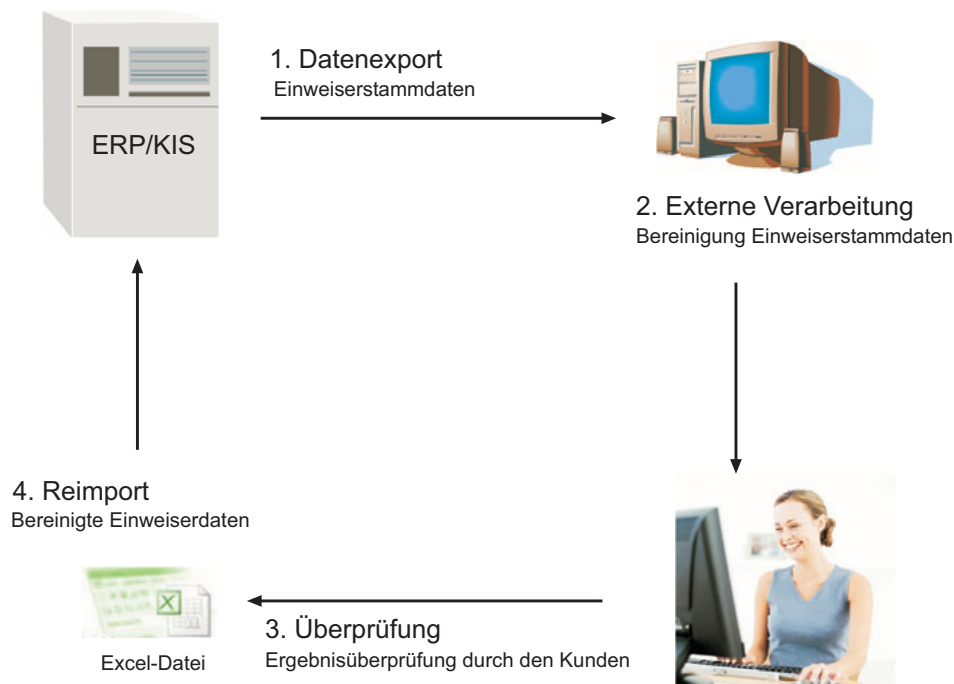 1. Datenexport
Einweiserstammdaten
ERP/KIS
2. Externe Verarbeitung
Bereinigung Einweiserstammdaten
4. Reimport
Bereinigte Einweiserdaten
3. Überprüfung
Ergebnisüberprüfung durch den Kunden
Excel-Datei